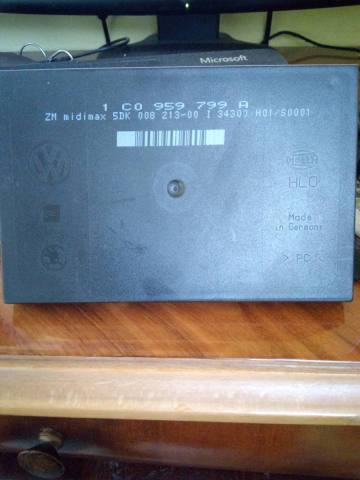 Microsoft
1 C0 959 799 A
ZM midimax 5DK 008 213-00 I 34300 H01/S0001
HELLA
HLO
Made
in Germany
> PC